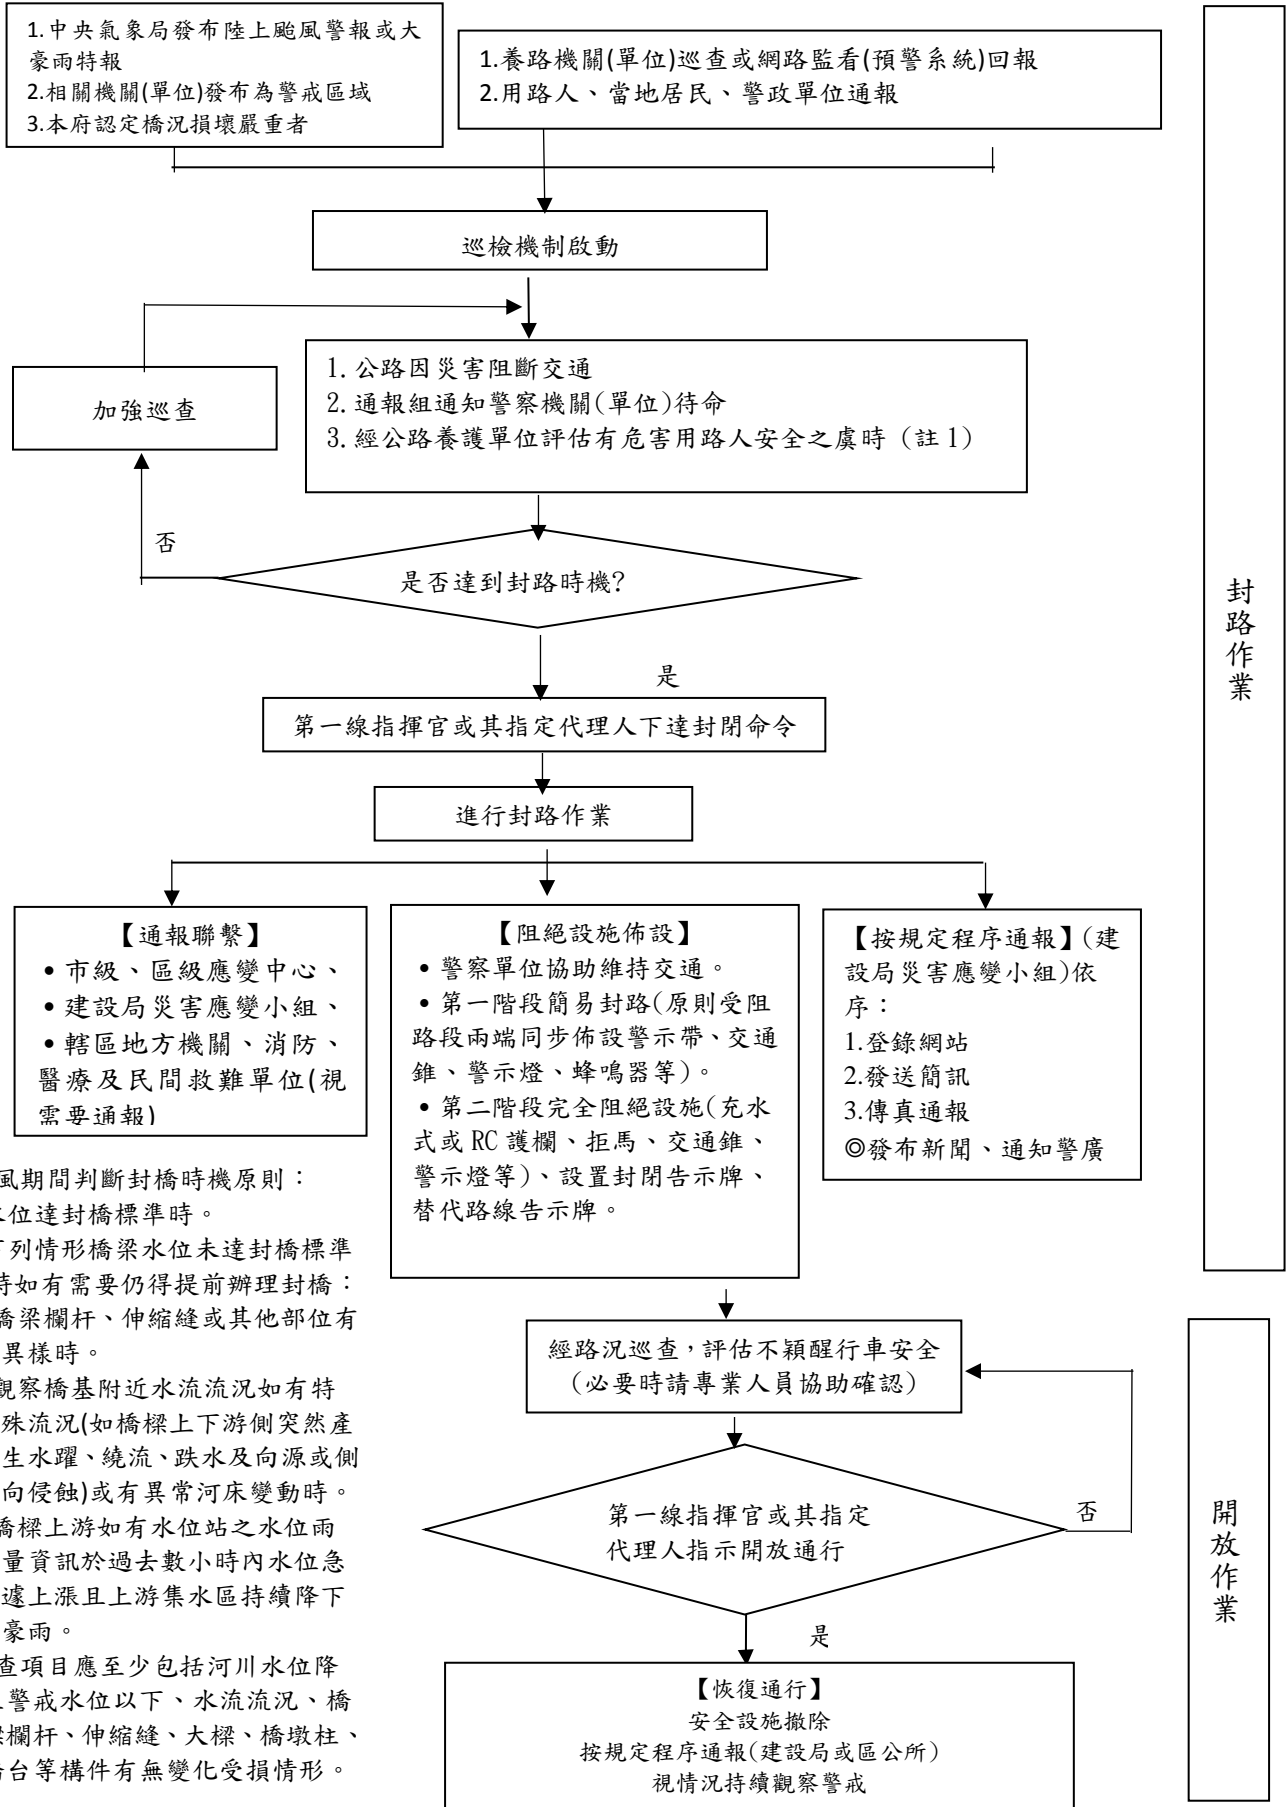 1.中央氣象局發布陸上颱風警報或大
豪雨特報
2.相關機關(單位)發布為警戒區域
3.本府認定橋況損壞嚴重者
1.養路機關(單位)巡查或網路監看(預警系統)回報
2.用路人、當地居民、警政單位通報
巡檢機制啟動
加強巡查
1. 公路因災害阻斷交通
2. 通報組通知警察機關(單位)待命
3. 經公路養護單位評估有危害用路人安全之虞時（註 1）
否
是否達到封路時機?
是
第一線指揮官或其指定代理人下達封閉命令
進行封路作業
封路作業
【通報聯繫】
• 市級、區級應變中心、
• 建設局災害應變小組、
• 轄區地方機關、消防、
醫療及民間救難單位(視
需要通報)
【阻絕設施佈設】
• 警察單位協助維持交通。
• 第一階段簡易封路(原則受阻
路段兩端同步佈設警示帶、交通
錐、警示燈、蜂鳴器等)。
• 第二階段完全阻絕設施(充水
式或 RC 護欄、拒馬、交通錐、
警示燈等)、設置封閉告示牌、
替代路線告示牌。
【按規定程序通報】(建
設局災害應變小組)依
序：
1.登錄網站
2.發送簡訊
3.傳真通報
◎發布新聞、通知警廣
風期間判斷封橋時機原則：
水位達封橋標準時。
下列情形橋梁水位未達封橋標準
時如有需要仍得提前辦理封橋：
橋梁欄杆、伸縮縫或其他部位有
異樣時。
觀察橋基附近水流流況如有特
殊流況(如橋樑上下游側突然產
生水躍、繞流、跌水及向源或側
向侵蝕)或有異常河床變動時。
橋樑上游如有水位站之水位雨
量資訊於過去數小時內水位急
遽上漲且上游集水區持續降下
豪雨。
查項目應至少包括河川水位降
警戒水位以下、水流流況、橋
樑欄杆、伸縮縫、大樑、橋墩柱、
台等構件有無變化受損情形。
經路況巡查，評估不穎醒行車安全
（必要時請專業人員協助確認）
第一線指揮官或其指定
代理人指示開放通行
否
是
【恢復通行】
安全設施撤除
按規定程序通報(建設局或區公所)
視情況持續觀察警戒
開放作業